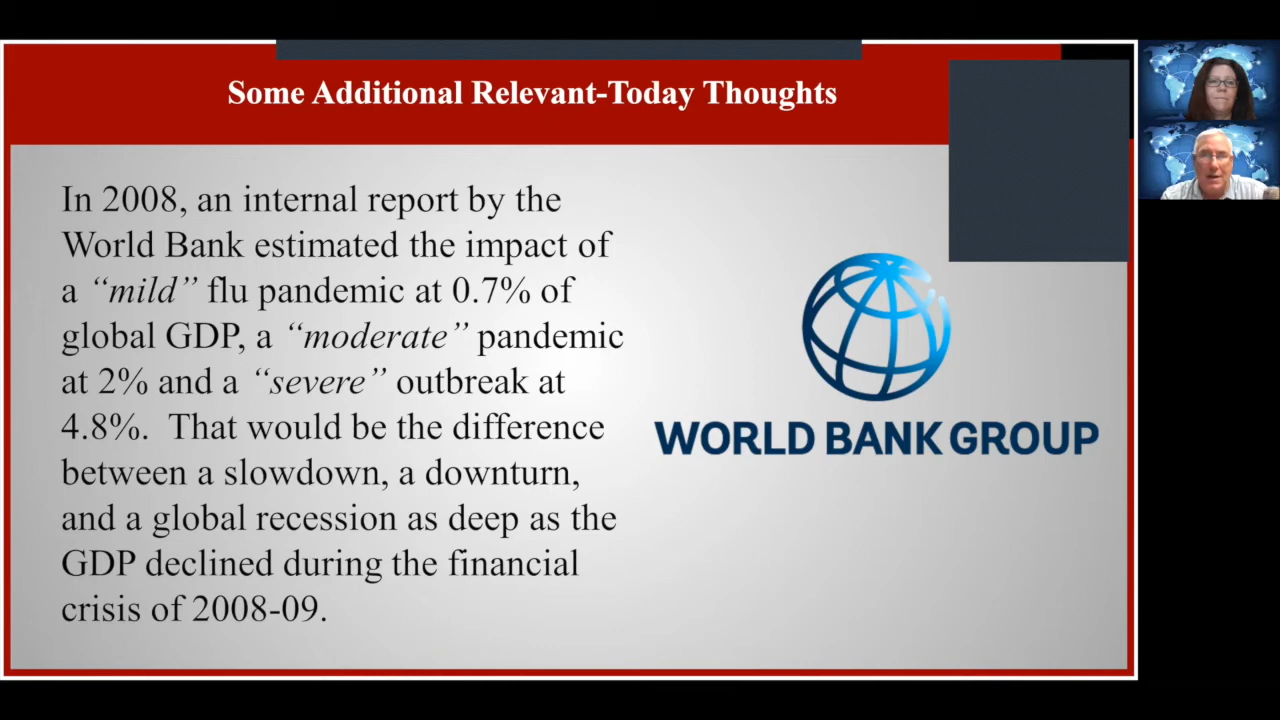 Some Additional Relevant-Today Thoughts
In 2008, an internal report by the
World Bank estimated the impact of
a “mild” flu pandemic at 0.7% of
global GDP, a “moderate” pandemic
at 2% and a “severe” outbreak at
4.8%.  That would be the difference
between a slowdown, a downturn,
and a global recession as deep as the
GDP declined during the financial
crisis of 2008-09.
WORLD BANK GROUP